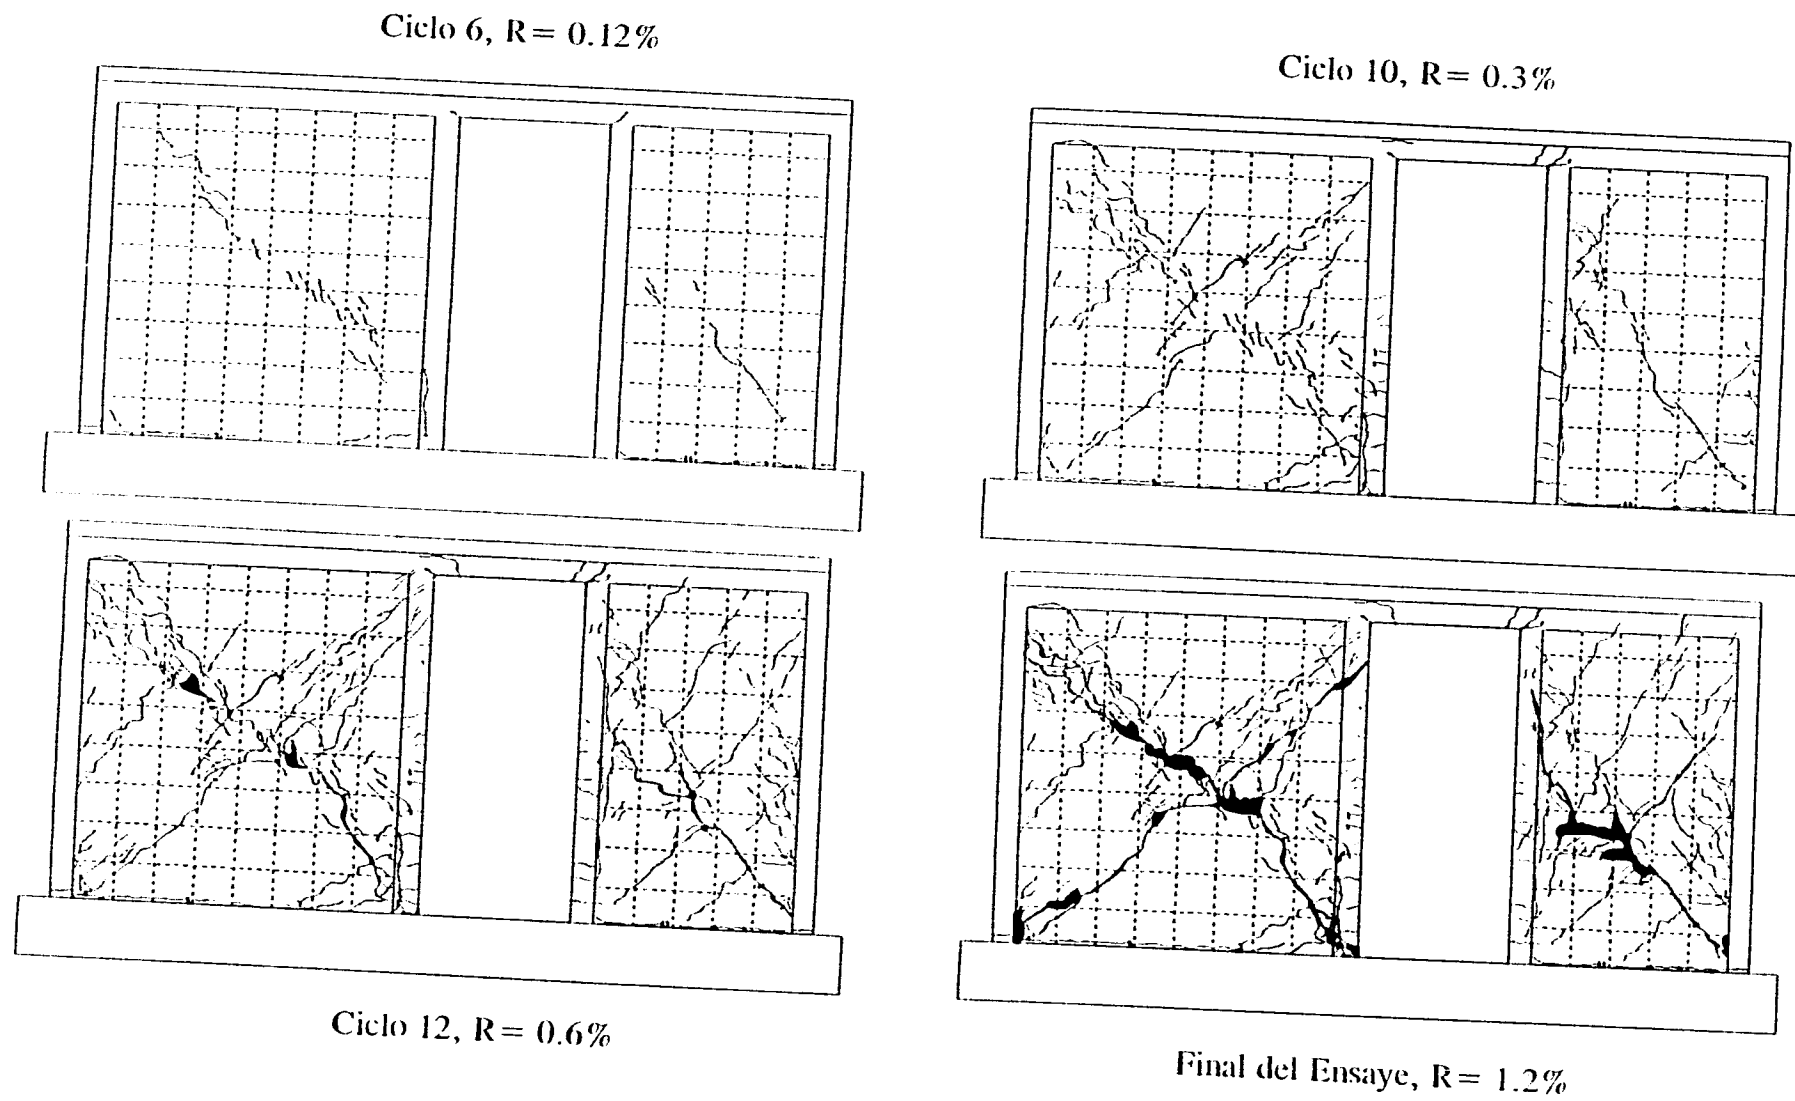 Ciclo 6, R= 0.12%
Ciclo 10, R= 0.3%
Ciclo 12, R= 0.6%
Final del Ensaye, R= 1.2%